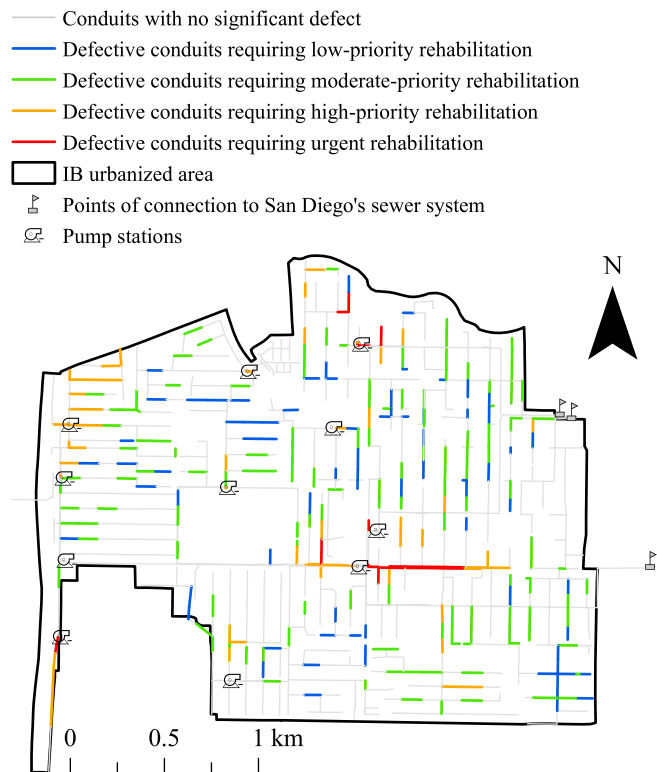 Conduits with no significant defect
Defective conduits requiring low-priority rehabilitation
Defective conduits requiring moderate-priority rehabilitation
Defective conduits requiring high-priority rehabilitation
Defective conduits requiring urgent rehabilitation
IB urbanized area
Points of connection to San Diego's sewer system
Pump stations
N
0 0.5 1 km